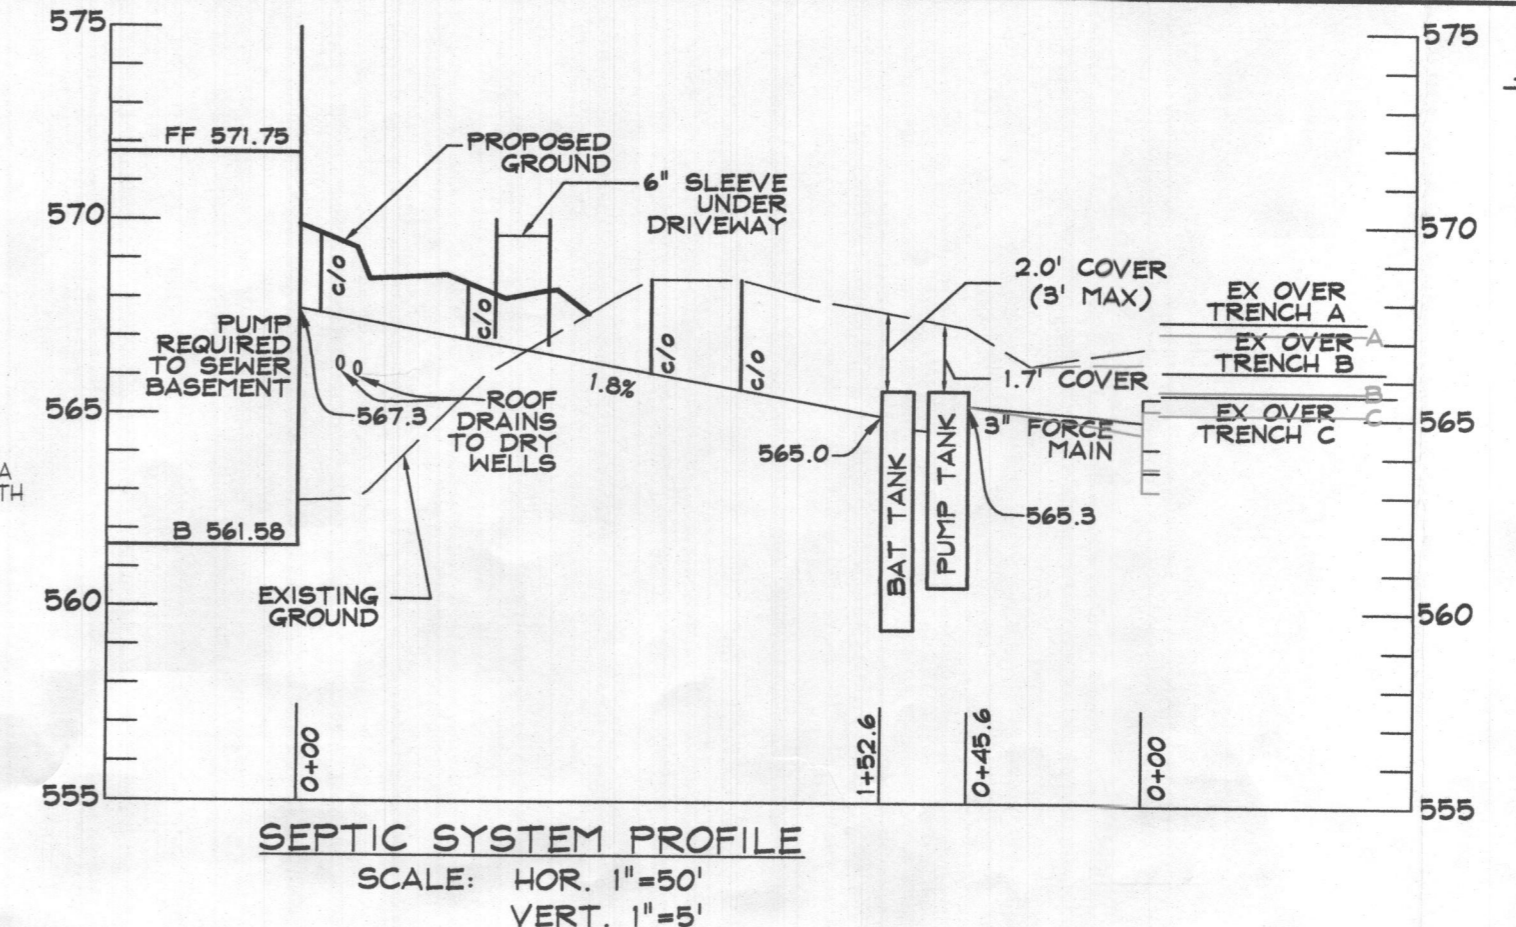 575
575
FF 571.75
PROPOSED
GROUND
6" SLEEVE
UNDER
DRIVEWAY
570
570
c/o
c/o
2.0' COVER
(3' MAX)
EX OVER
TRENCH A
A
PUMP
REQUIRED
TO SEWER
BASEMENT
EX OVER
TRENCH B
B
c/o
c/o
1.8%
1.7' COVER
565
565
567.3
ROOF
DRAINS
TO DRY
WELLS
565.0
3" FORCE
MAIN
EX OVER
TRENCH C
C
A
TH
BAT TANK
PUMP TANK
565.3
B 561.58
560
560
EXISTING
GROUND
0+00
1+52.6
0+45.6
0+00
555
555
SEPTIC SYSTEM PROFILE
SCALE: HOR. 1"=50'
VERT. 1"=5'